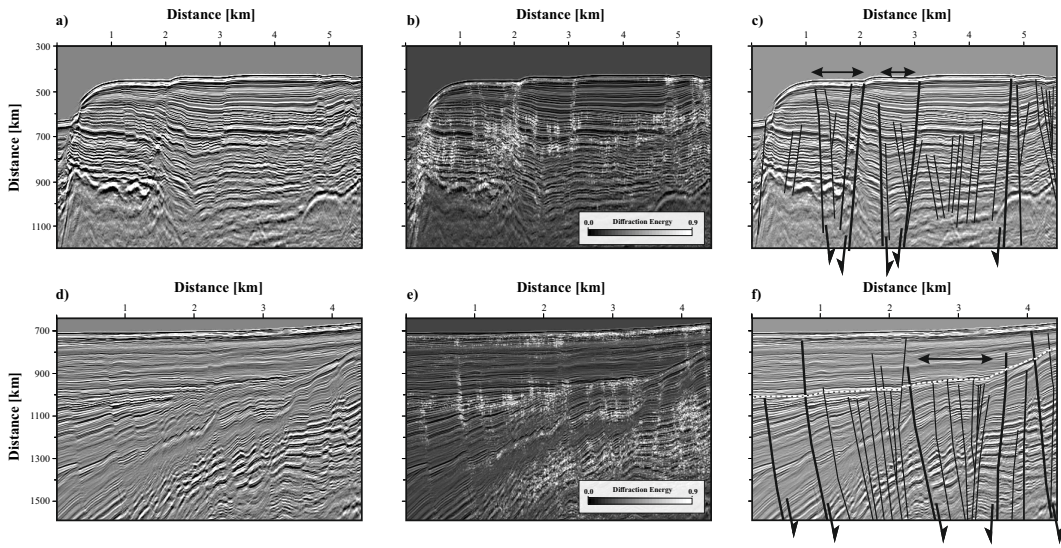 Distance [km]
Distance [km]
Distance [km]
a)
b)
c)
1 2 3 4 5
1 2 3 4 5
1 2 3 4 5
Distance [km]
300
500
700
900
1100
Diffraction Energy
0.0 0.9
Distance [km]
Distance [km]
Distance [km]
d)
e)
f)
1 2 3 4
1 2 3 4
1 2 3 4
Distance [km]
700
900
1100
1300
1500
Diffraction Energy
0.0 0.9